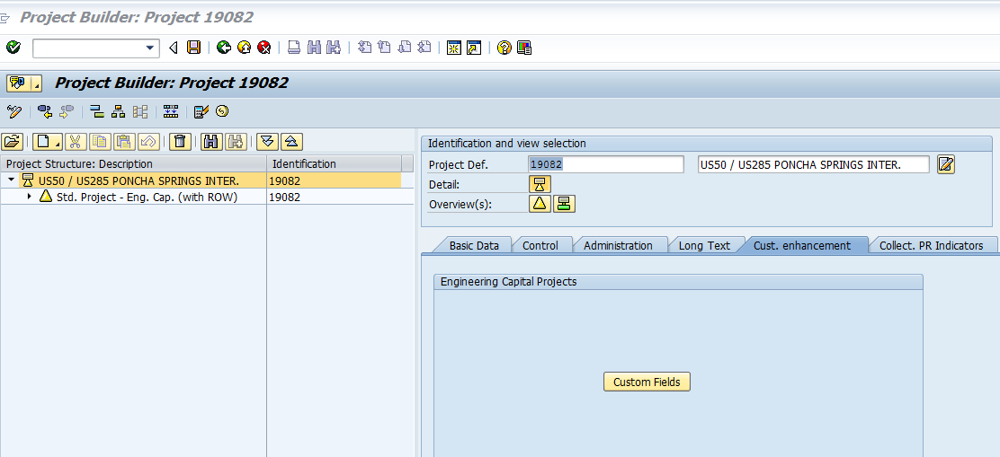 Project Builder: Project 19082
Project Builder: Project 19082
Project Structure: Description Identification
US50 / US285 PONCHA SPRINGS INTER. 19082
Std. Project - Eng. Cap. (with ROW) 19082
Identification and view selection
Project Def. 19082 US50 / US285 PONCHA SPRINGS INTER.
Detail:
Overview(s):
Basic Data Control Administration Long Text Cust. enhancement Collect. PR Indicators
Engineering Capital Projects
Custom Fields